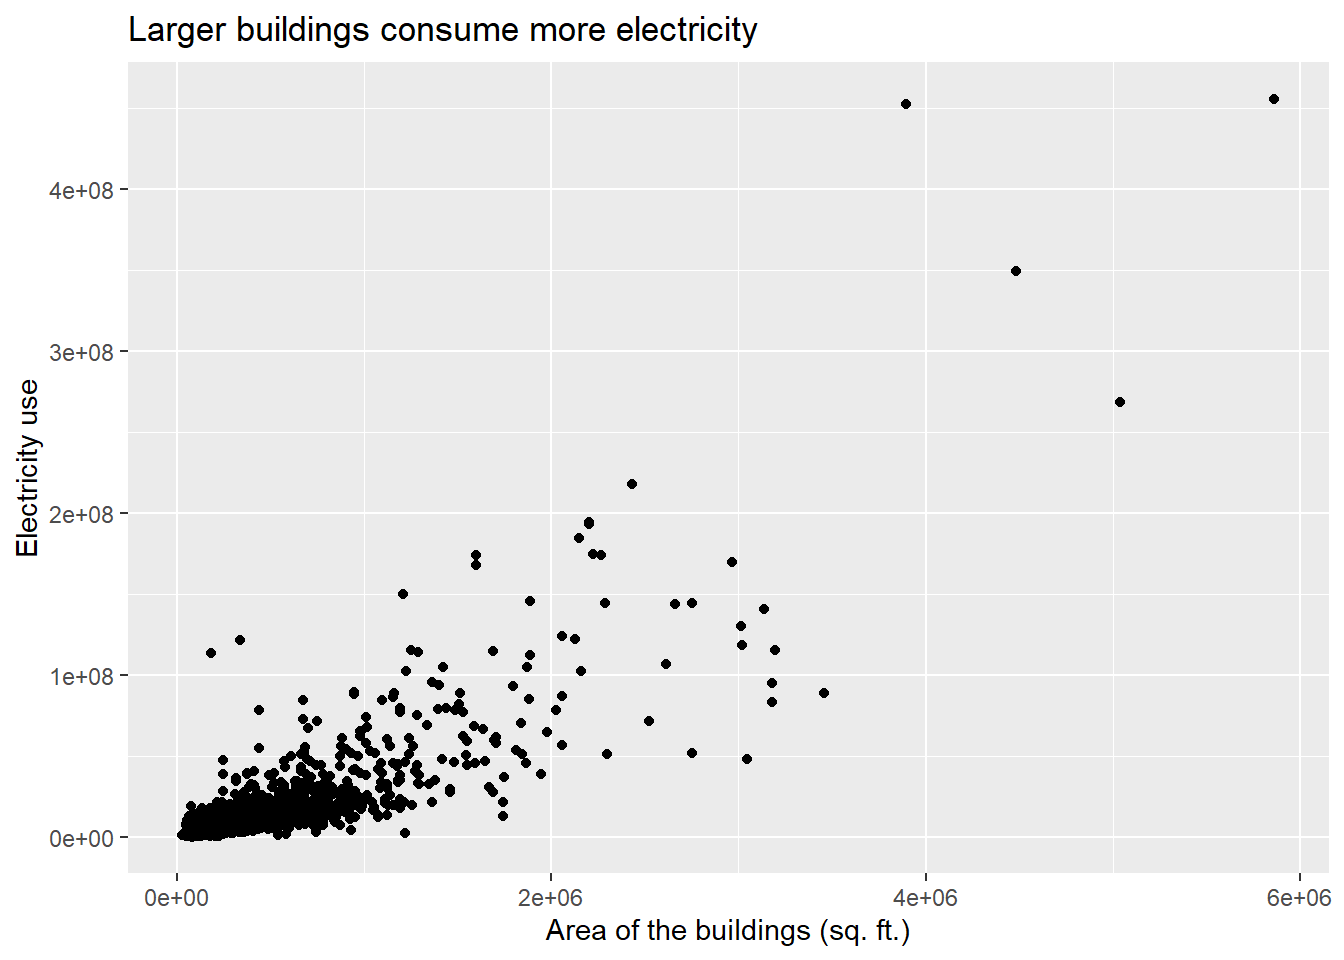 Larger buildings consume more electricity
Electricity use
4e+08
3e+08
2e+08
1e+08
0e+00
0e+00 2e+06 4e+06 6e+06
Area of the buildings (sq. ft.)